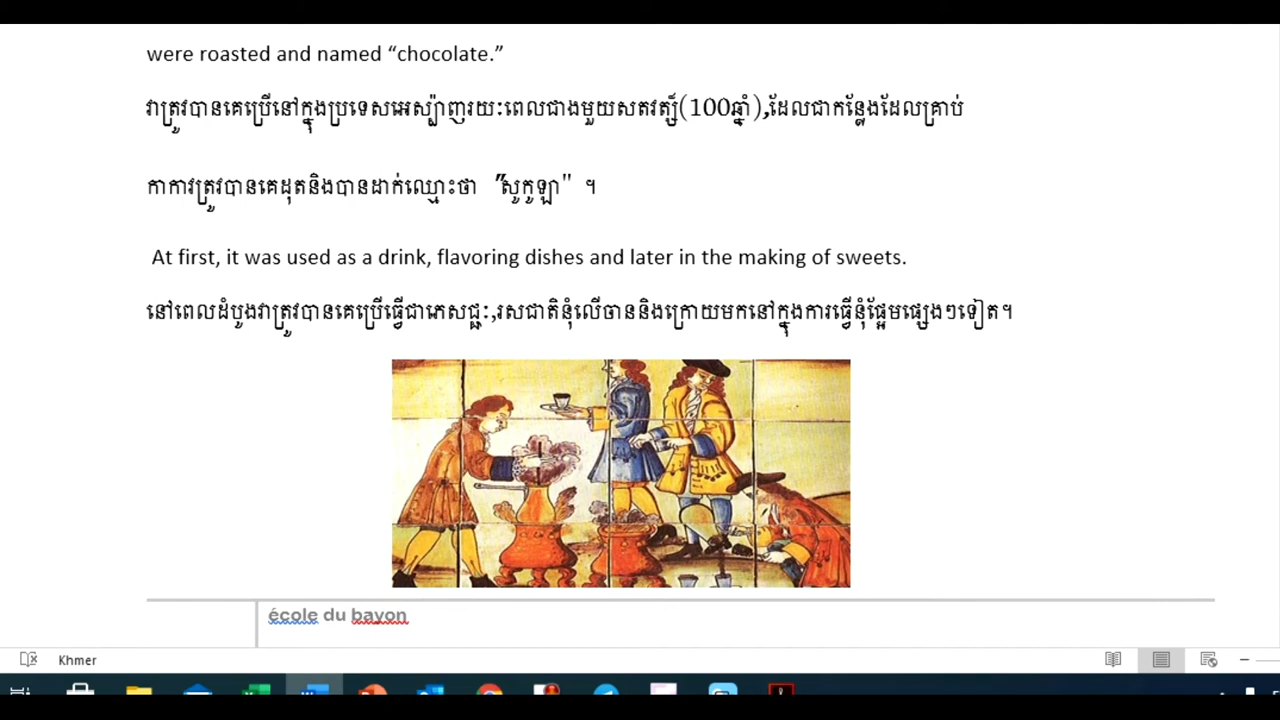 were roasted and named “chocolate.”
វាត្រូវបានគេប្រើនៅក្នុងប្រទេសអេស្ប៉ាញរយៈពេលជាងមួយសតវត្ស៍(100ឆ្នាំ),ដែលជាកន្លែងដែលគ្រាប់
កាកាវត្រូវបានគេដុតនិងបានដាក់ឈ្មោះថា "សូកូឡា" ។
At first, it was used as a drink, flavoring dishes and later in the making of sweets.
នៅពេលដំបូងវាត្រូវបានគេប្រើធ្វើជាភេសជ្ជៈ,រសជាតិនុំលើចាននិងក្រោយមកនៅក្នុងការធ្វើនុំផ្អែមផ្សេងៗទៀត។
école du bayon
Khmer